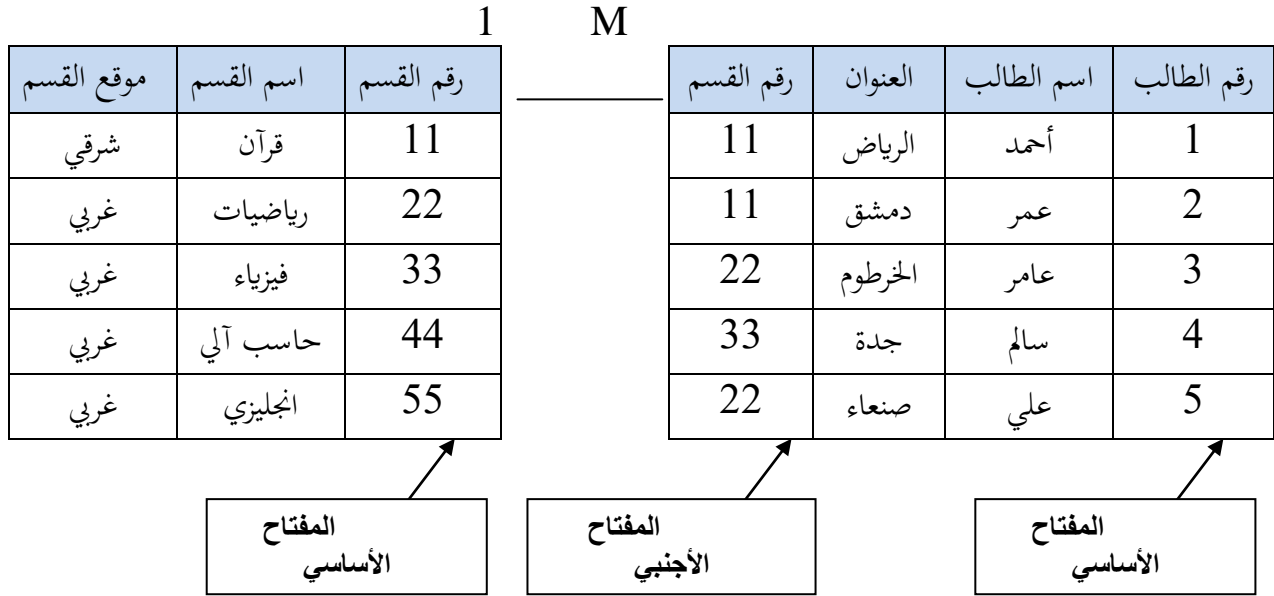 M 1
رقم الطالب اسم الطالب العنوان رقم القسم
1 أحمد الرياض 11
2 عمر دمشق 11
3 عامر الخرطوم 22
4 سالم جدة 33
5 علي صنعاء 22
رقم القسم اسم القسم موقع القسم
11 قرآن شرقي
22 رياضيات غربي
33 فيزياء غربي
44 حاسب آلي غربي
55 انجليزي غربي
المفتاح
الأساسي
المفتاح
الأجنبي
المفتاح
الأساسي